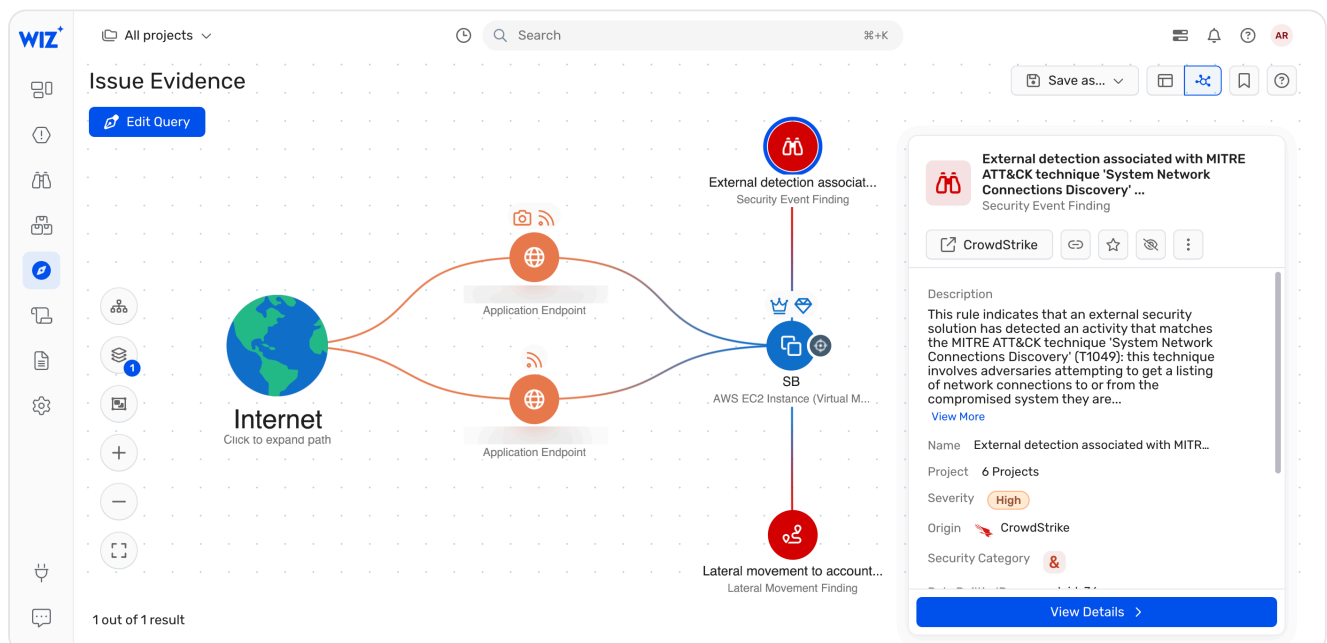 WIZ
All projects
Search
⌘+K
AR
Issue Evidence
Save as...
Edit Query
External detection associat...
Security Event Finding
Application Endpoint
1
Internet
Click to expand path
SB
AWS EC2 Instance (Virtual M...
Application Endpoint
Lateral movement to account...
Lateral Movement Finding
1 out of 1 result
External detection associated with MITRE
ATT&CK technique 'System Network
Connections Discovery' ...
Security Event Finding
CrowdStrike
Description
This rule indicates that an external security
solution has detected an activity that matches
the MITRE ATT&CK technique 'System Network
Connections Discovery' (T1049): this technique
involves adversaries attempting to get a listing
of network connections to or from the
compromised system they are...
View More
Name External detection associated with MITR...
Project 6 Projects
Severity High
Origin CrowdStrike
Security Category &
View Details